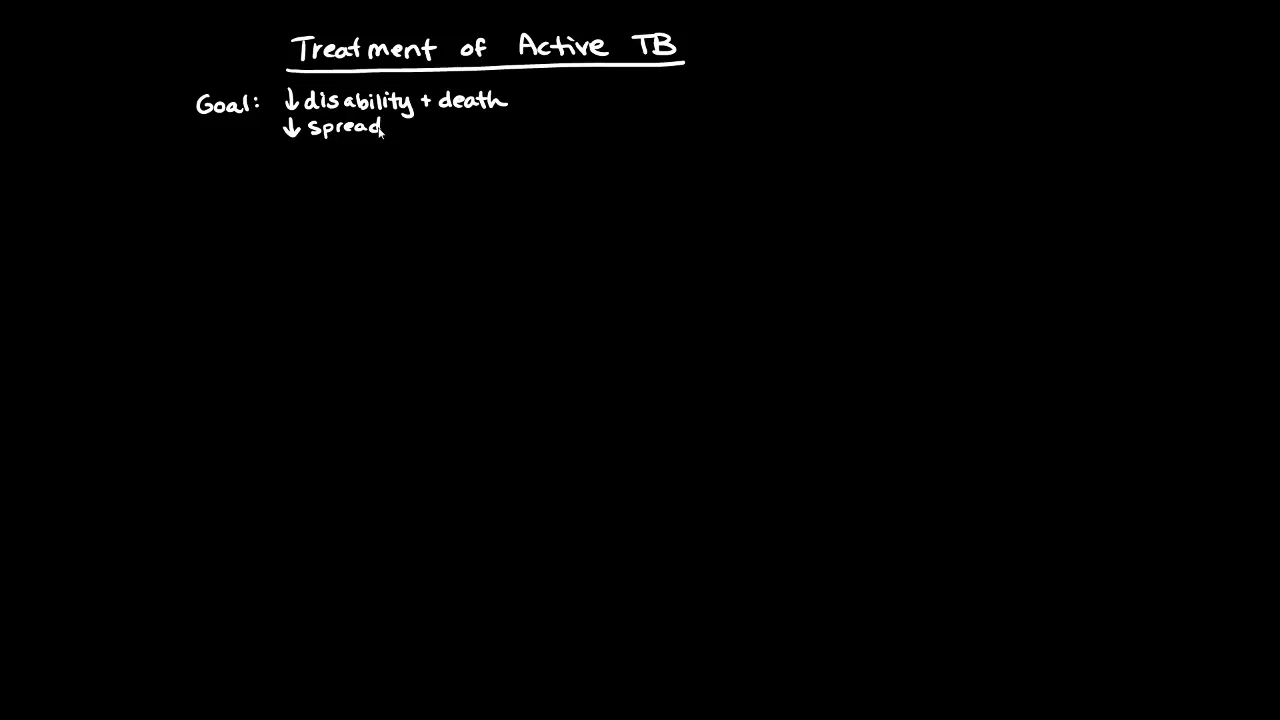 Treatment of Active TB
Goal: ↓ disability + death
↓ spread